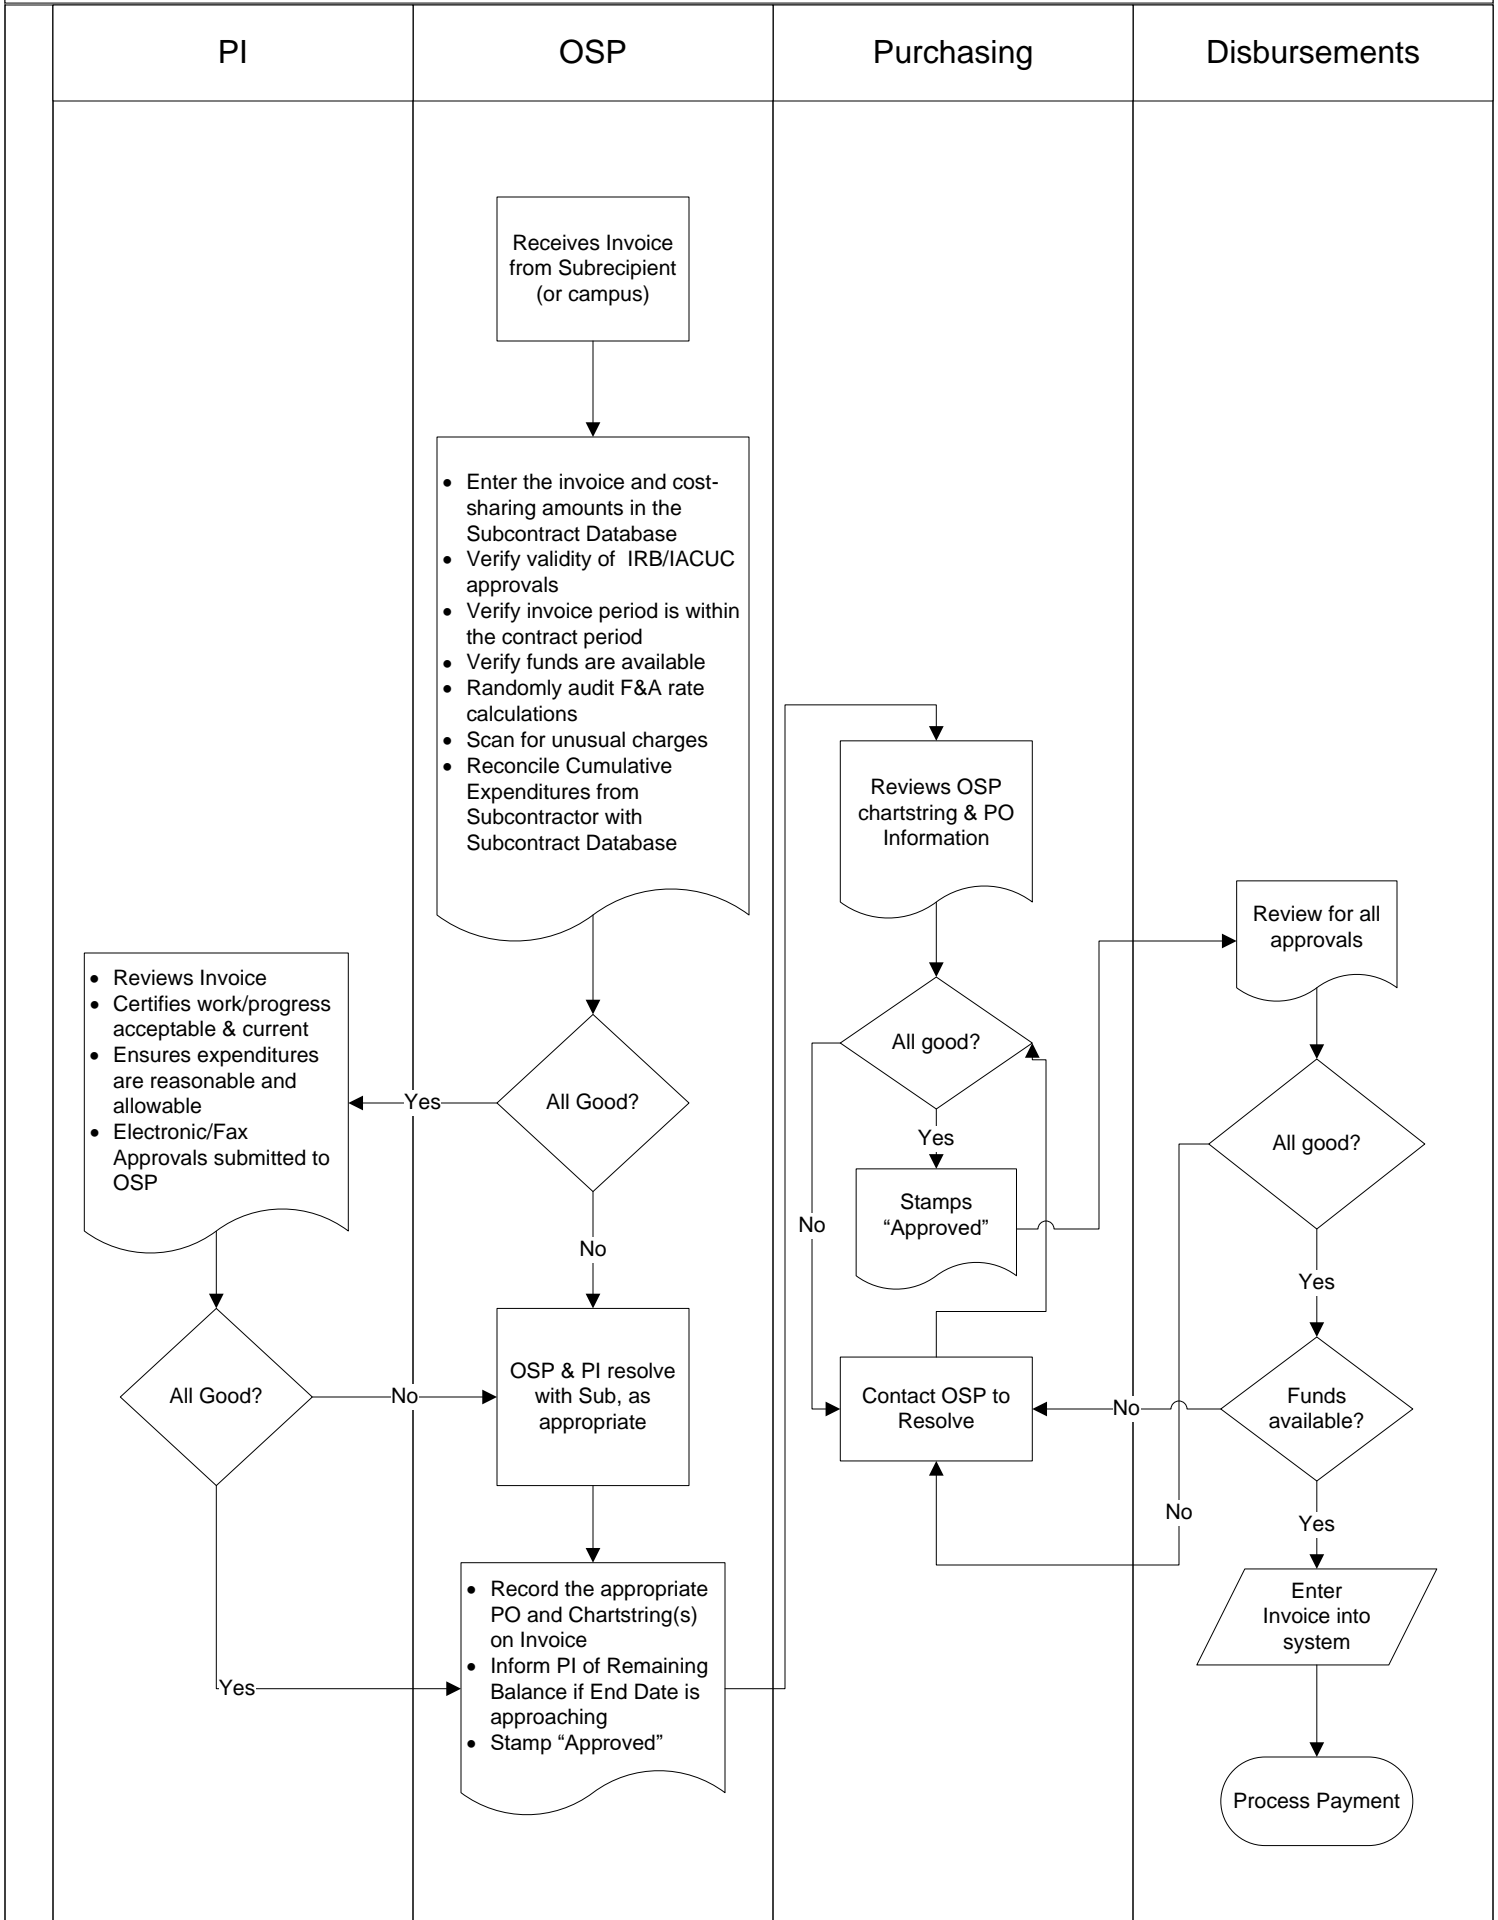 PI
OSP
Purchasing
Disbursements
Receives Invoice
from Subrecipient
(or campus)
• Enter the invoice and cost-
sharing amounts in the
Subcontract Database
• Verify validity of  IRB/IACUC
approvals
• Verify invoice period is within
the contract period
• Verify funds are available
• Randomly audit F&A rate
calculations
• Scan for unusual charges
• Reconcile Cumulative
Expenditures from
Subcontractor with
Subcontract Database
All Good?
Yes
No
• Reviews Invoice
• Certifies work/progress
acceptable & current
• Ensures expenditures
are reasonable and
allowable
• Electronic/Fax
Approvals submitted to
OSP
All Good?
No
Yes
OSP & PI resolve
with Sub, as
appropriate
• Record the appropriate
PO and Chartstring(s)
on Invoice
• Inform PI of Remaining
Balance if End Date is
approaching
• Stamp “Approved”
Reviews OSP
chartstring & PO
Information
All good?
Yes
No
Stamps
“Approved”
Contact OSP to
Resolve
Review for all
approvals
All good?
Yes
No
Funds
available?
No
Yes
Enter
Invoice into
system
Process Payment